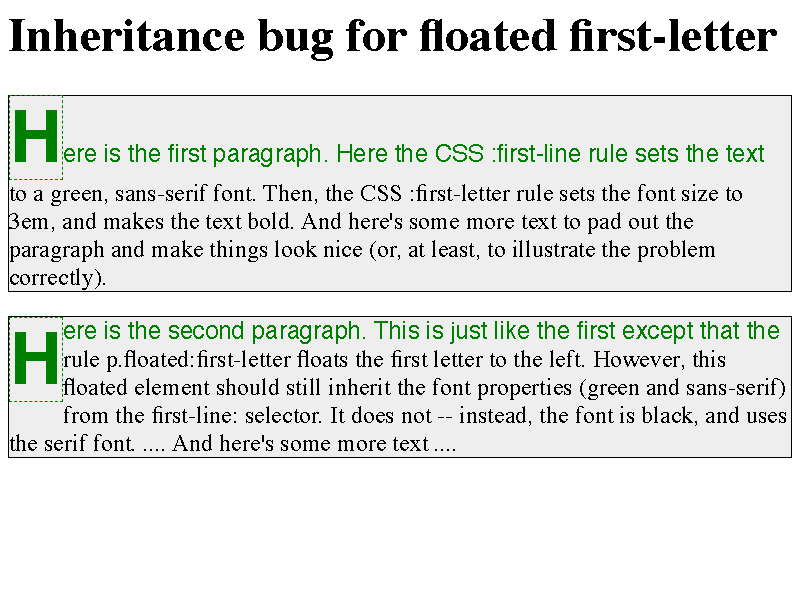 Inheritance bug for floated first-letter
Here is the first paragraph. Here the CSS :first-line rule sets the text
to a green, sans-serif font. Then, the CSS :first-letter rule sets the font size to
3em, and makes the text bold. And here's some more text to pad out the
paragraph and make things look nice (or, at least, to illustrate the problem
correctly).
Here is the second paragraph. This is just like the first except that the
rule p.floated:first-letter floats the first letter to the left. However, this
floated element should still inherit the font properties (green and sans-serif)
from the first-line: selector. It does not -- instead, the font is black, and uses
the serif font. .... And here's some more text ....